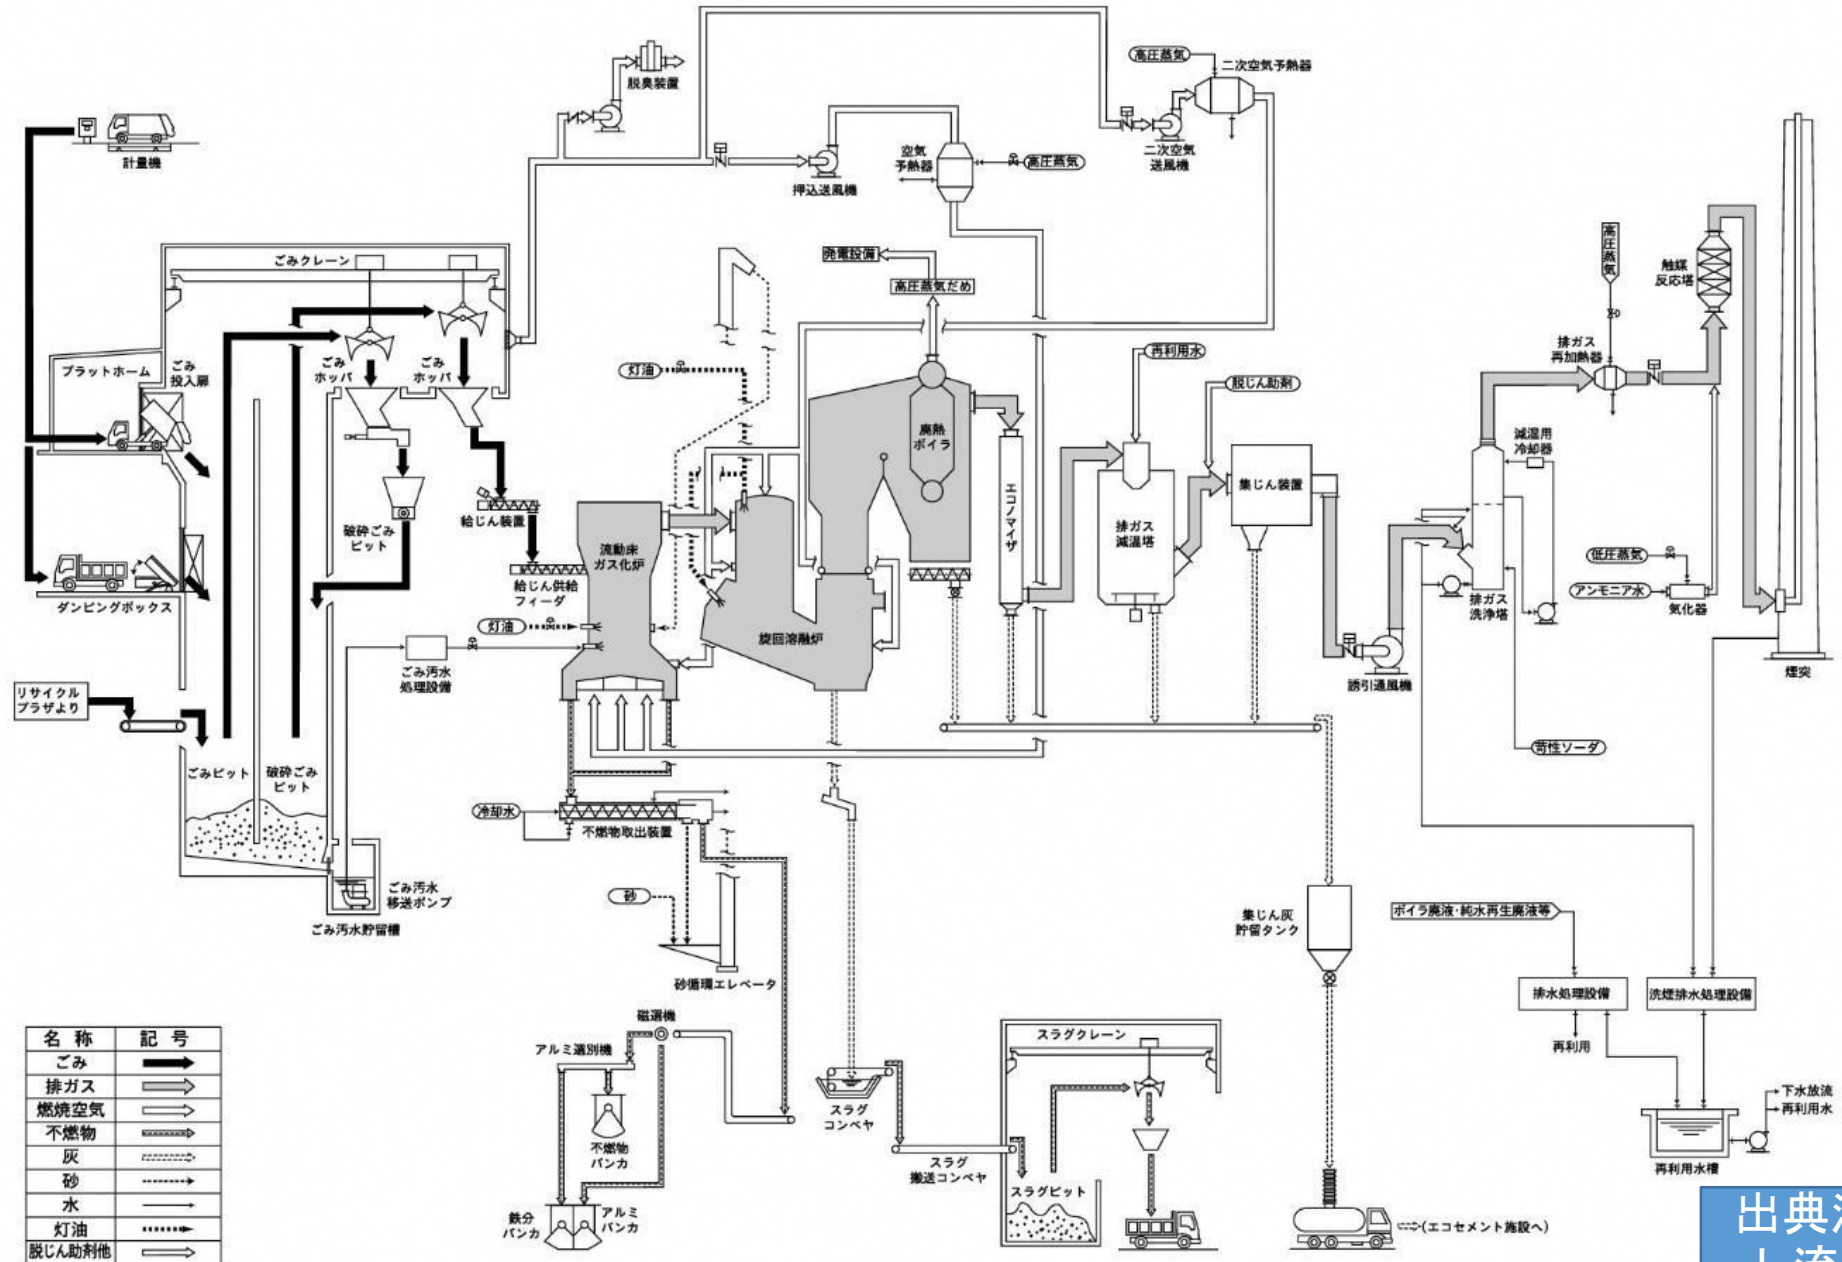 計量機
脱臭装置
高圧蒸気
二次空気予熱器
二次空気
送風機
空気
予熱器
高圧蒸気
押込送風機
発電設備
高圧蒸気だめ
ごみクレーン
プラットホーム
ごみ
投入扉
ごみ
ホッパ
ごみ
ホッパ
灯油
再利用水
脱じん助剤
高圧蒸気
触媒
反応塔
排ガス
再加熱器
減温用
冷却器
廃熱
ボイラ
エコノマイザ
排ガス
減温塔
集じん装置
破砕ごみ
ピット
給じん装置
流動床
ガス化炉
給じん供給
フィーダ
ダンピングボックス
灯油
旋回溶融炉
低圧蒸気
アンモニア水
気化器
排ガス
洗浄塔
誘引通風機
煙突
ごみ汚水
処理設備
リサイクル
プラザより
苛性ソーダ
ごみピット
破砕ごみ
ピット
冷却水
不燃物取出装置
ごみ汚水
移送ポンプ
ごみ汚水貯留槽
砂
砂循環エレベータ
集じん灰
貯留タンク
ボイラ廃液・純水再生廃液等
排水処理設備
洗煙排水処理設備
再利用
下水放流
再利用水
再利用水槽
磁選機
アルミ選別機
不燃物
バンカ
鉄分
バンカ
アルミ
バンカ
スラグ
コンベヤ
スラグ
搬送コンベヤ
スラグクレーン
スラグピット
(エコセメント施設へ)
名称 記号
ごみ
排ガス
燃焼空気
不燃物
灰
砂
水
灯油
脱じん助剤他
出典